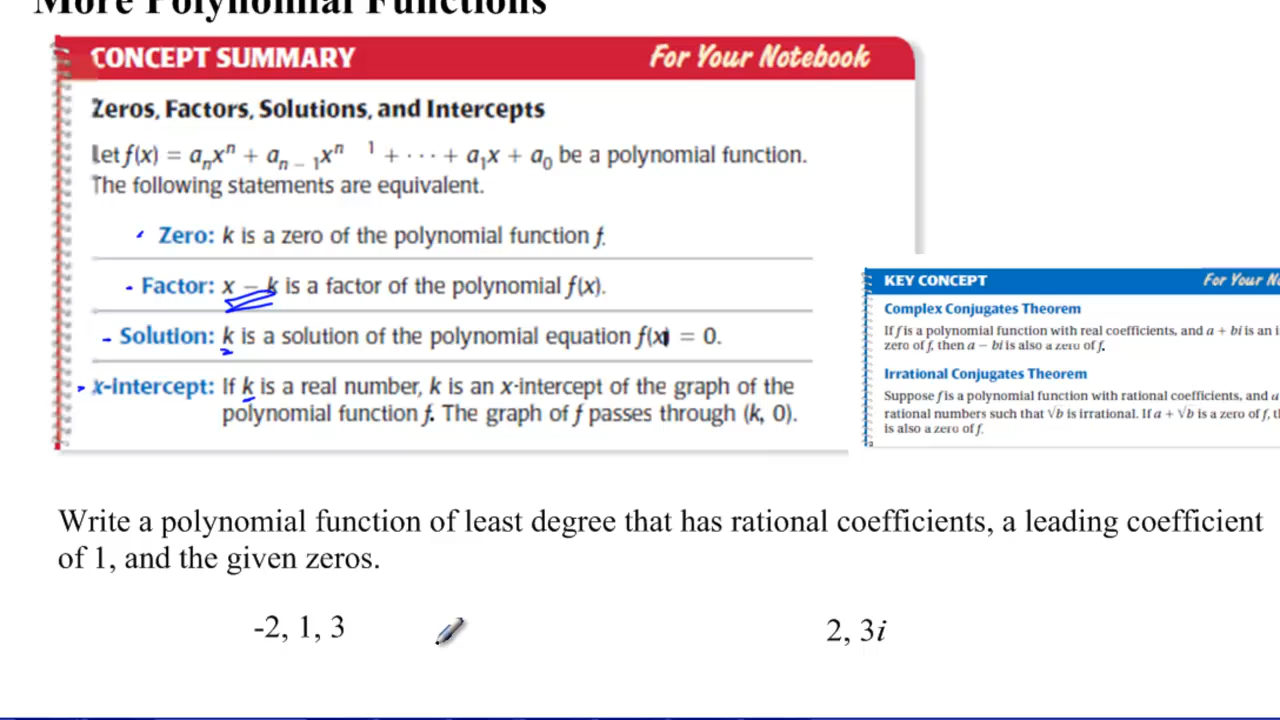 More Polynomial Functions
CONCEPT SUMMARY For Your Notebook
Zeros, Factors, Solutions, and Intercepts
Let f(x) = aₙxⁿ + aₙ₋₁xⁿ ¹ + · · · + a₁x + a₀ be a polynomial function.
The following statements are equivalent.
Zero: k is a zero of the polynomial function f.
Factor: x − k is a factor of the polynomial f(x).
Solution: k is a solution of the polynomial equation f(x) = 0.
x-intercept: If k is a real number, k is an x-intercept of the graph of the
polynomial function f. The graph of f passes through (k, 0).
KEY CONCEPT For Your
Complex Conjugates Theorem
If f is a polynomial function with real coefficients, and a + bi is an
zero of f, then a − bi is also a zero of f.
Irrational Conjugates Theorem
Suppose f is a polynomial function with rational coefficients, and a
rational numbers such that √b is irrational. If a + √b is a zero of f,
is also a zero of f.
Write a polynomial function of least degree that has rational coefficients, a leading coefficient
of 1, and the given zeros.
-2, 1, 3
2, 3i